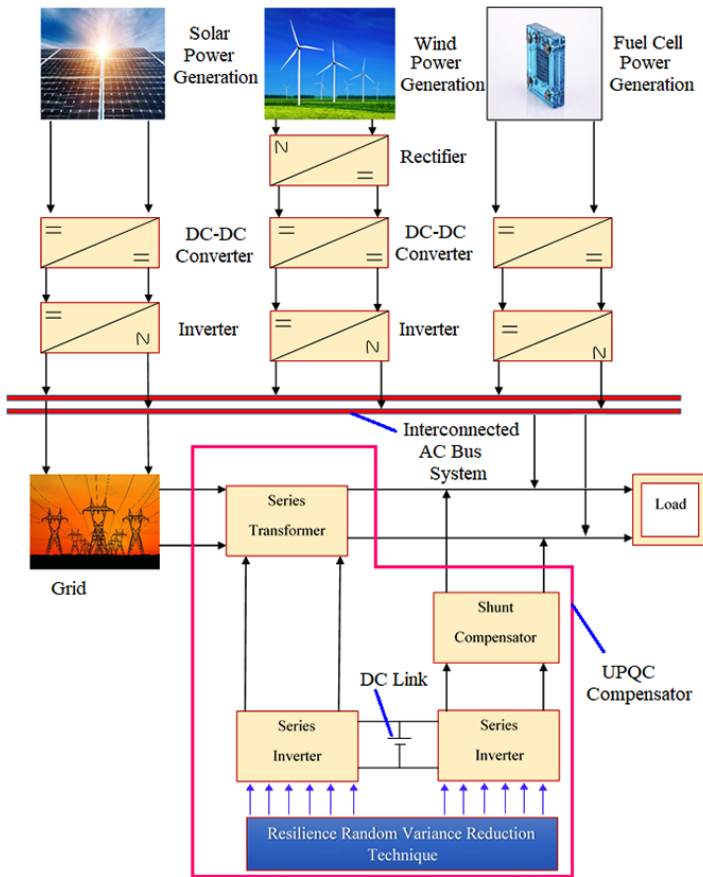 Solar
Power
Generation
Wind
Power
Generation
Fuel Cell
Power
Generation
Rectifier
DC-DC
Converter
DC-DC
Converter
Inverter
Inverter
Interconnected
AC Bus
System
Series
Transformer
Load
Grid
Shunt
Compensator
UPQC
Compensator
DC Link
Series
Inverter
Series
Inverter
Resilience Random Variance Reduction
Technique